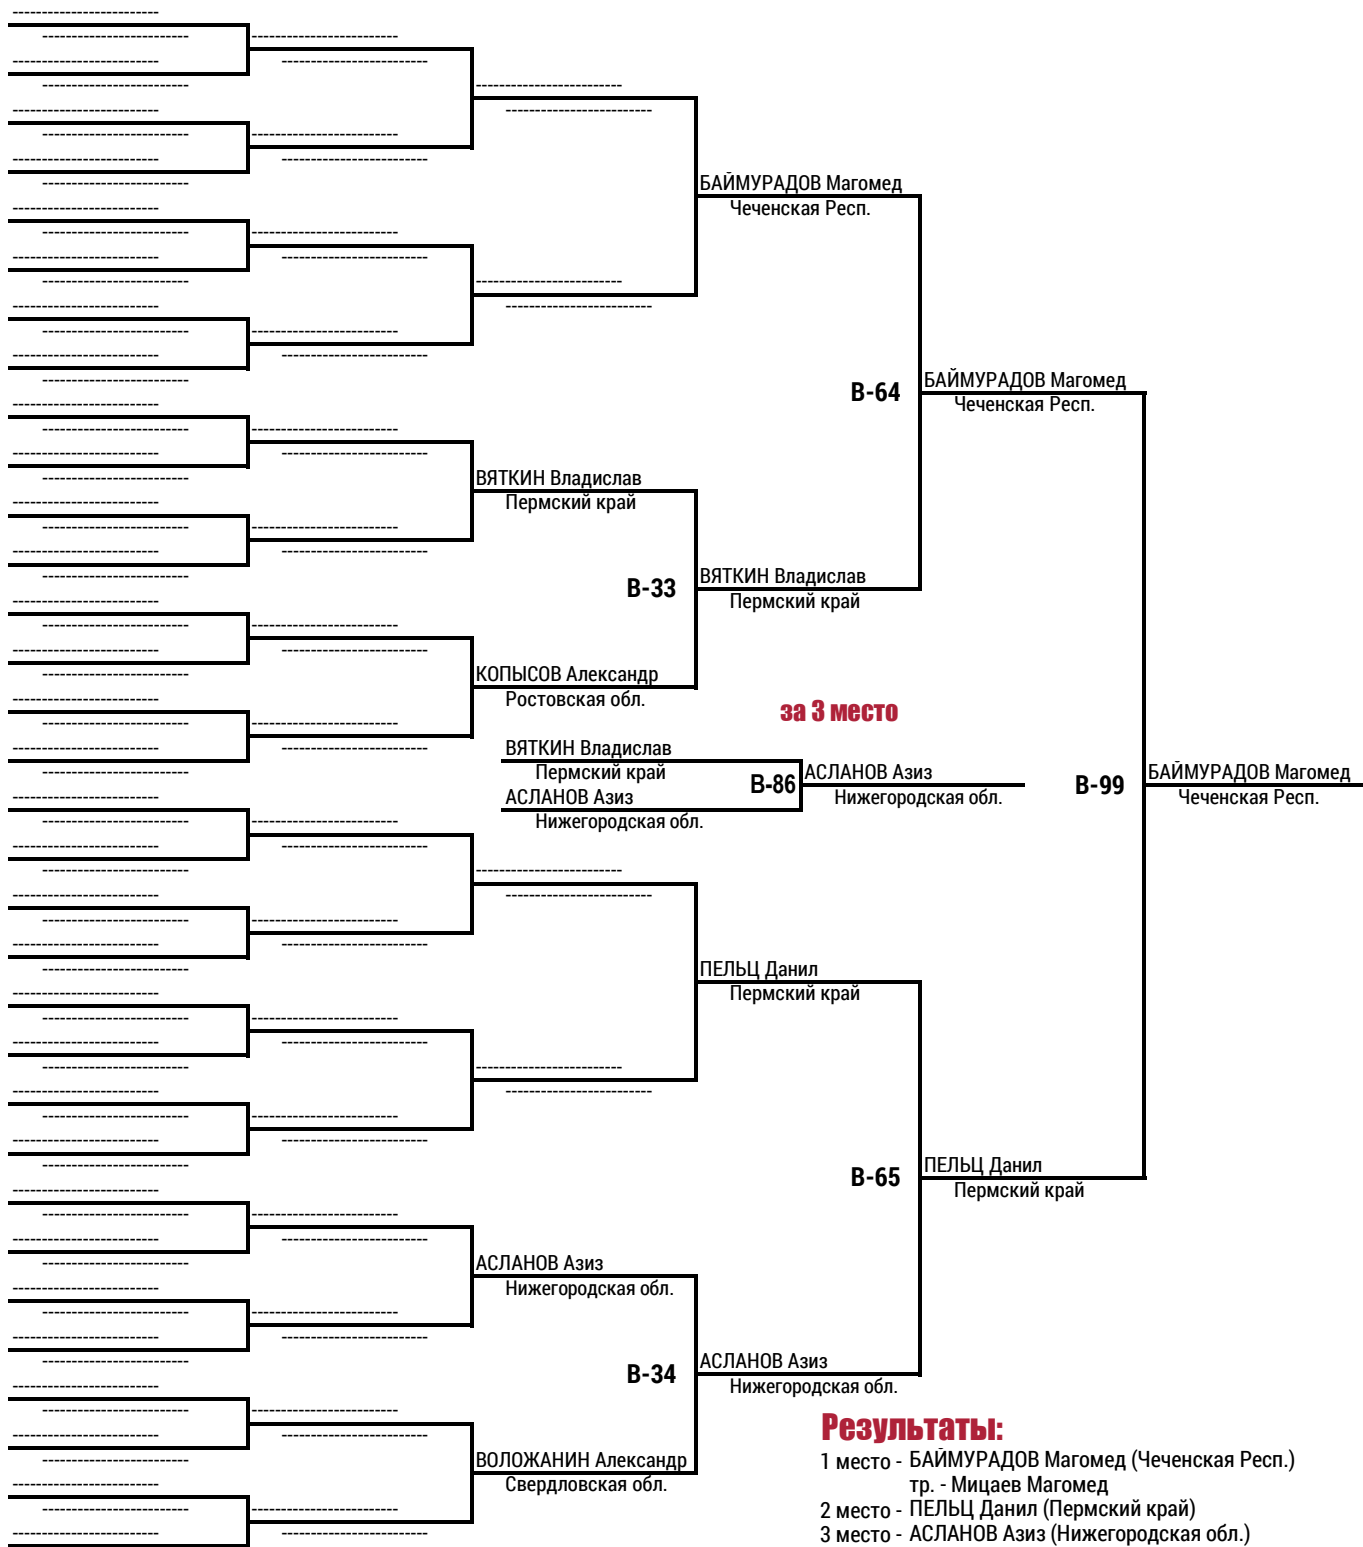 БАЙМУРАДОВ Магомед
Чеченская Респ.
B-64
БАЙМУРАДОВ Магомед
Чеченская Респ.
ВЯТКИН Владислав
Пермский край
B-33
ВЯТКИН Владислав
Пермский край
КОПЫСОВ Александр
Ростовская обл.
за 3 место
ВЯТКИН Владислав
Пермский край
АСЛАНОВ Азиз
Нижегородская обл.
B-86
АСЛАНОВ Азиз
Нижегородская обл.
B-99
БАЙМУРАДОВ Магомед
Чеченская Респ.
ПЕЛЬЦ Данил
Пермский край
B-65
ПЕЛЬЦ Данил
Пермский край
АСЛАНОВ Азиз
Нижегородская обл.
B-34
АСЛАНОВ Азиз
Нижегородская обл.
ВОЛОЖАНИН Александр
Свердловская обл.
Результаты:
1 место - БАЙМУРАДОВ Магомед (Чеченская Респ.)
тр. - Мицаев Магомед
2 место - ПЕЛЬЦ Данил (Пермский край)
3 место - АСЛАНОВ Азиз (Нижегородская обл.)